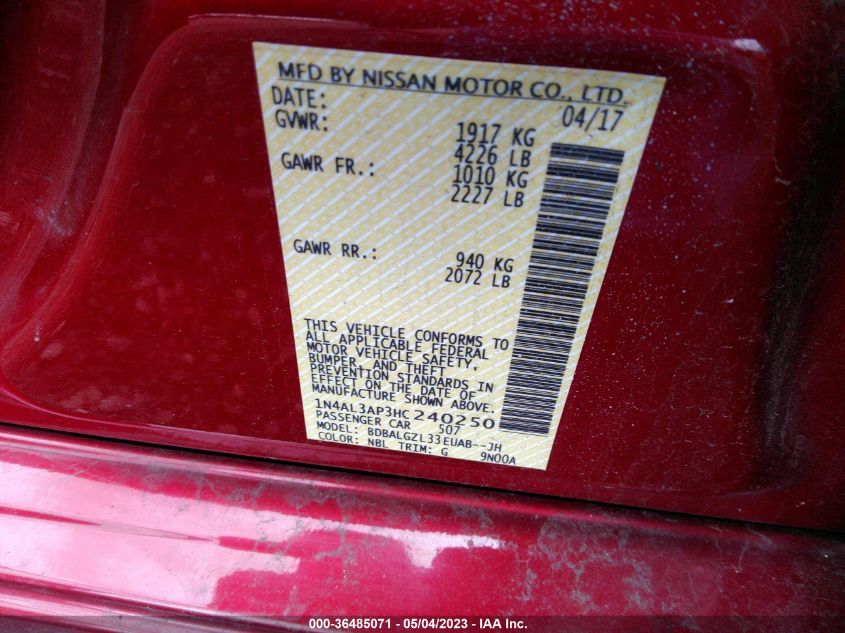 MFD BY NISSAN MOTOR CO., LTD.
DATE: 04/17
GVWR: 1917 KG
4226 LB
GAWR FR.: 1010 KG
2227 LB
GAWR RR.: 940 KG
2072 LB
THIS VEHICLE CONFORMS TO
ALL APPLICABLE FEDERAL
MOTOR VEHICLE SAFETY,
BUMPER, AND THEFT
PREVENTION STANDARDS IN
EFFECT ON THE DATE OF
MANUFACTURE SHOWN ABOVE.
1N4AL3AP3HC240250
PASSENGER CAR 507
MODEL: BDBALGZL33EUAB--JH
COLOR: NBL TRIM: G 9N00A
000-36485071 - 05/04/2023 - IAA Inc.